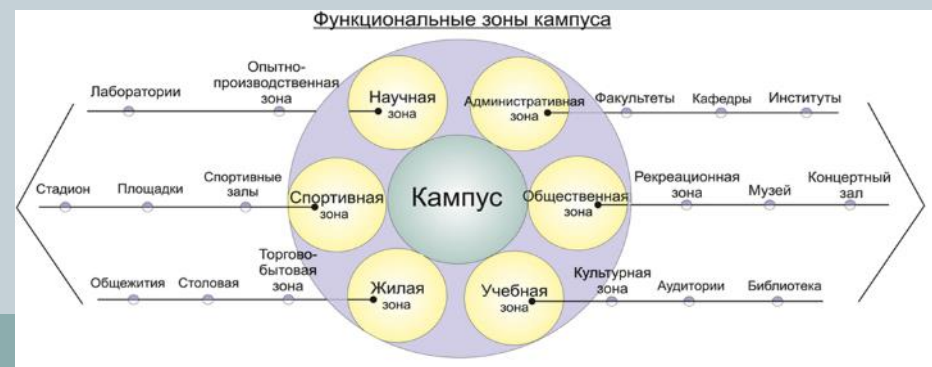 Функциональные зоны кампуса
Лаборатории
Опытно-
производственная
зона
Научная
зона
Административная
зона
Факультеты
Кафедры
Институты
Стадион
Площадки
Спортивные
залы
Спортивная
зона
Кампус
Общественная
зона
Рекреационная
зона
Музей
Концертный
зал
Общежития
Столовая
Торгово-
бытовая
зона
Жилая
зона
Учебная
зона
Культурная
зона
Аудитории
Библиотека